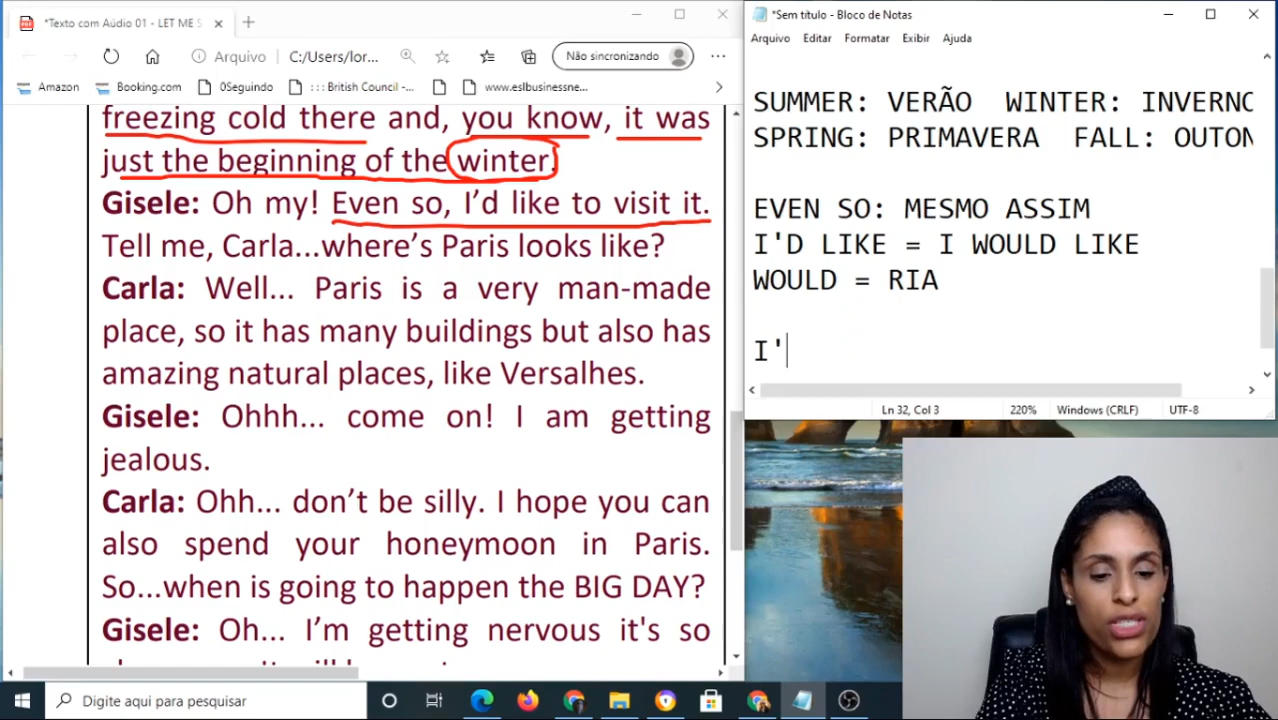 *Texto com Aúdio 01 - LET ME S
Arquivo
C:/Users/lor...
Não sincronizando
Amazon
Booking.com
0Seguindo
::: British Council -...
www.eslbusinessne...
freezing cold there and, you know, it was
just the beginning of the winter.
Gisele: Oh my! Even so, I'd like to visit it.
Tell me, Carla...where's Paris looks like?
Carla: Well... Paris is a very man-made
place, so it has many buildings but also has
amazing natural places, like Versalhes.
Gisele: Ohhh... come on! I am getting
jealous.
Carla: Ohh... don't be silly. I hope you can
also spend your honeymoon in Paris.
So...when is going to happen the BIG DAY?
Gisele: Oh... I'm getting nervous it's so
*Sem título - Bloco de Notas
Arquivo Editar Formatar Exibir Ajuda
SUMMER: VERÃO WINTER: INVERNO
SPRING: PRIMAVERA FALL: OUTON
EVEN SO: MESMO ASSIM
I'D LIKE = I WOULD LIKE
WOULD = RIA
I'
Ln 32, Col 3
220%
Windows (CRLF)
UTF-8
Digite aqui para pesquisar